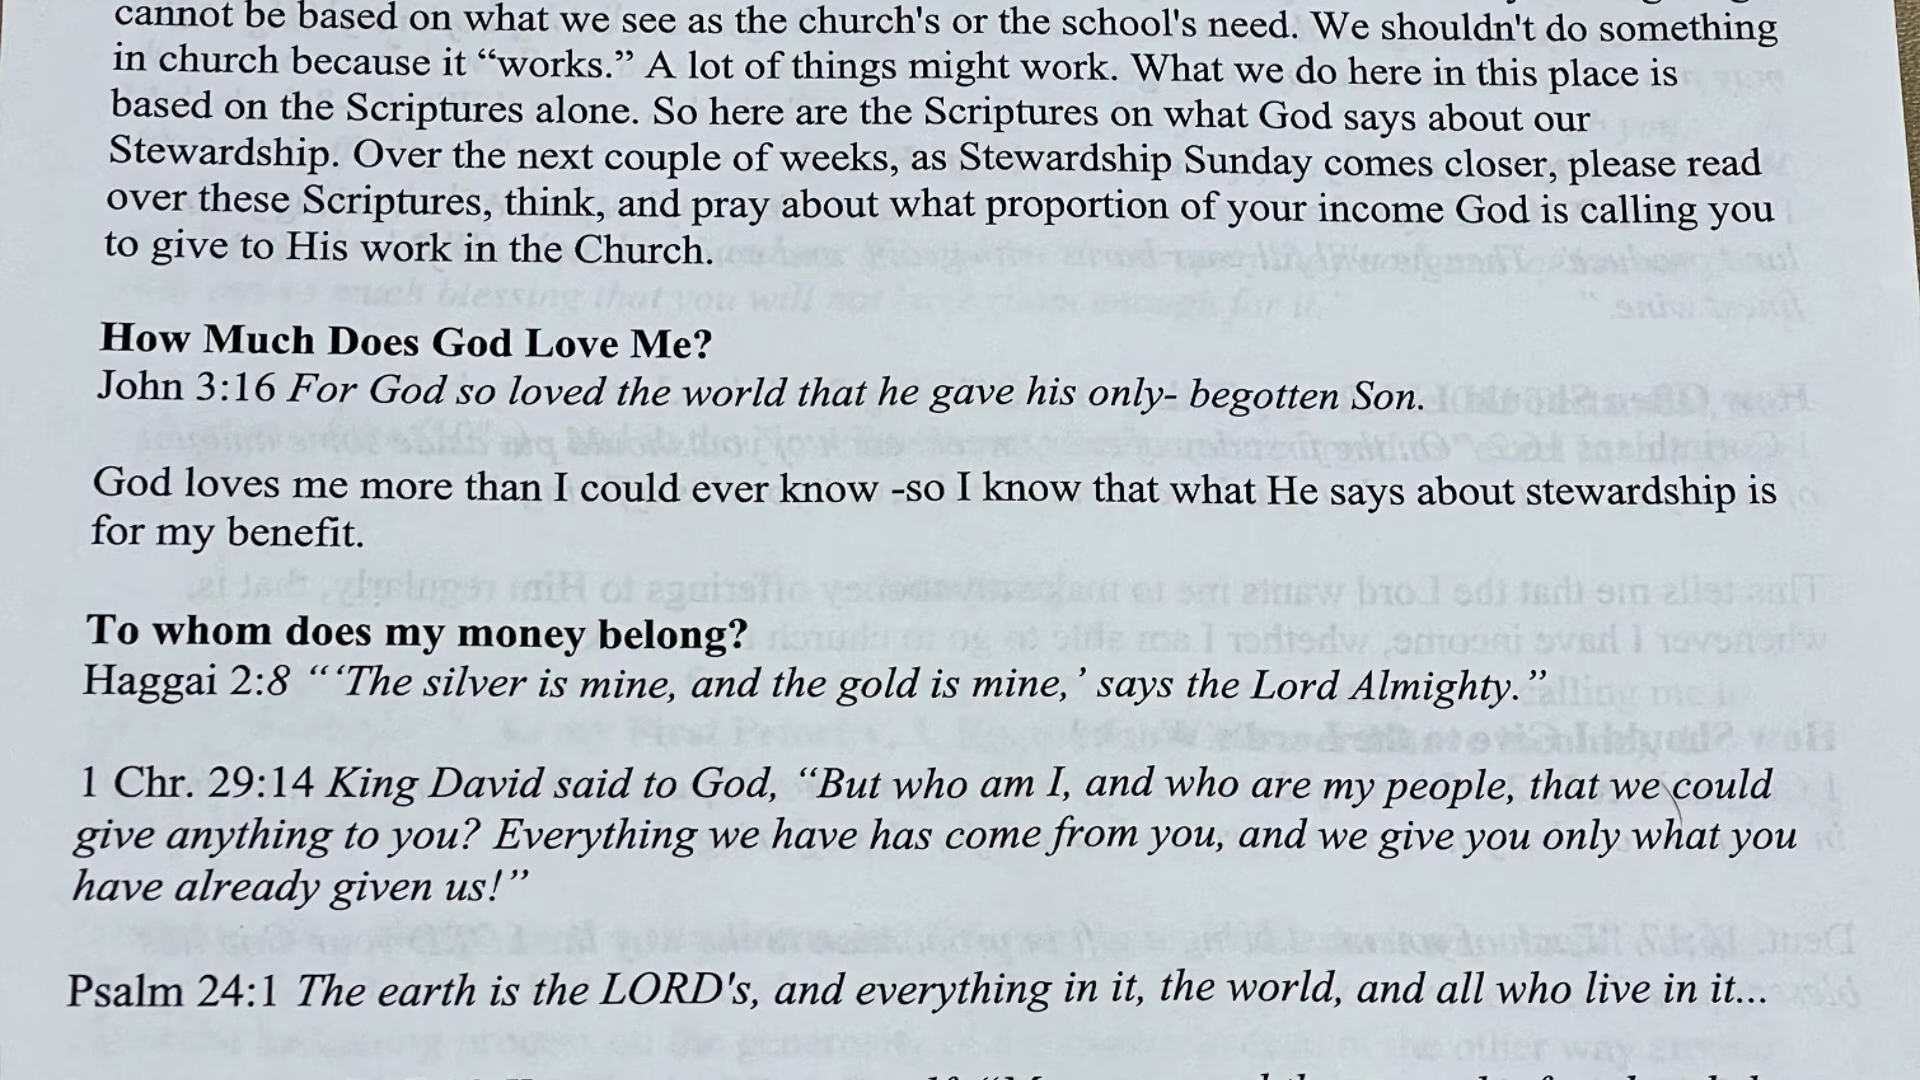 cannot be based on what we see as the church's or the school's need. We shouldn't do something
in church because it “works.” A lot of things might work. What we do here in this place is
based on the Scriptures alone. So here are the Scriptures on what God says about our
Stewardship. Over the next couple of weeks, as Stewardship Sunday comes closer, please read
over these Scriptures, think, and pray about what proportion of your income God is calling you
to give to His work in the Church.
How Much Does God Love Me?
John 3:16 For God so loved the world that he gave his only- begotten Son.
God loves me more than I could ever know -so I know that what He says about stewardship is
for my benefit.
To whom does my money belong?
Haggai 2:8 “‘The silver is mine, and the gold is mine,’ says the Lord Almighty.”
1 Chr. 29:14 King David said to God, “But who am I, and who are my people, that we could
give anything to you? Everything we have has come from you, and we give you only what you
have already given us!”
Psalm 24:1 The earth is the LORD's, and everything in it, the world, and all who live in it...